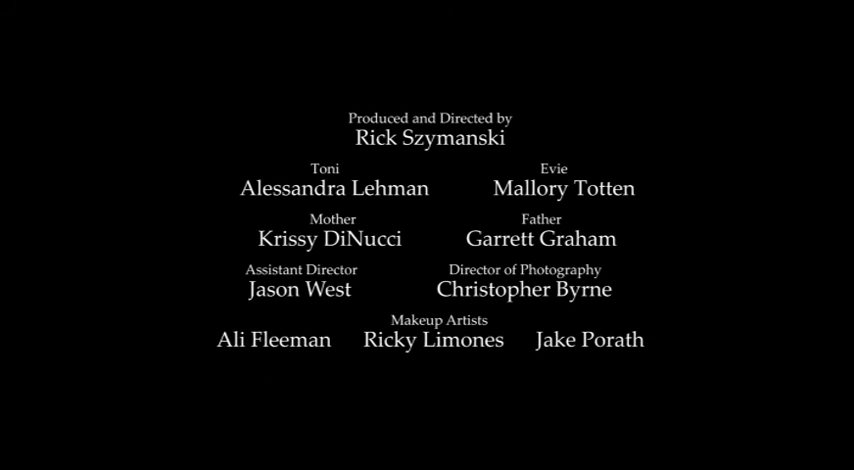 Produced and Directed by
Rick Szymanski
Toni Evie
Alessandra Lehman Mallory Totten
Mother Father
Krissy DiNucci Garrett Graham
Assistant Director Director of Photography
Jason West Christopher Byrne
Makeup Artists
Ali Fleeman Ricky Limones Jake Porath